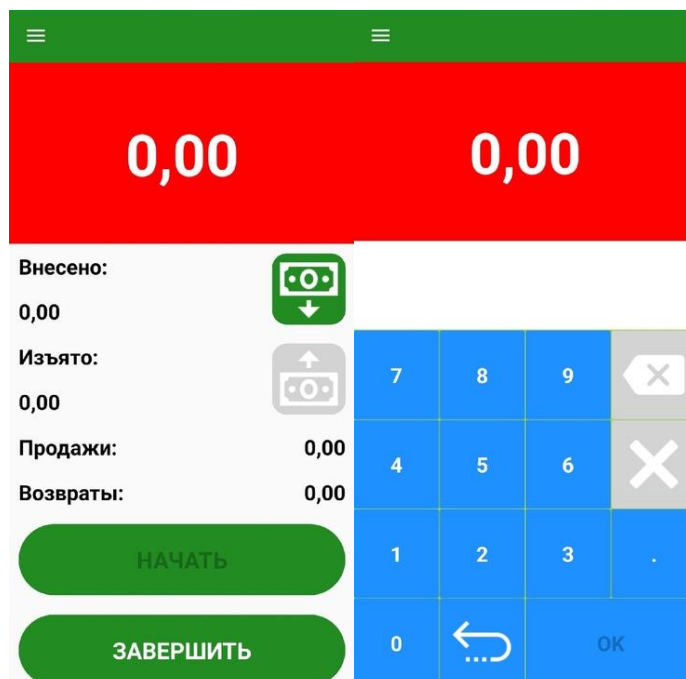 0,00
Внесено:
0,00
Изъято:
0,00
Продажи: 0,00
Возвраты: 0,00
НАЧАТЬ
ЗАВЕРШИТЬ
0,00
7 8 9
4 5 6
1 2 3 .
0 OK